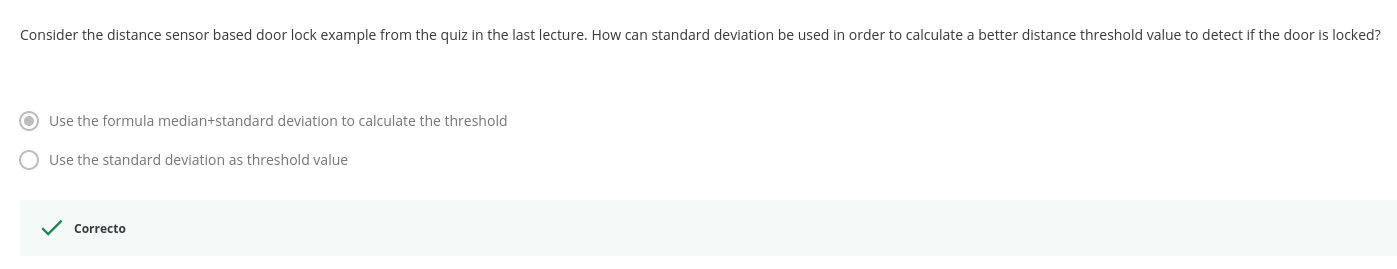 Consider the distance sensor based door lock example from the quiz in the last lecture. How can standard deviation be used in order to calculate a better distance threshold value to detect if the door is locked?
Use the formula median+standard deviation to calculate the threshold
Use the standard deviation as threshold value
Correcto